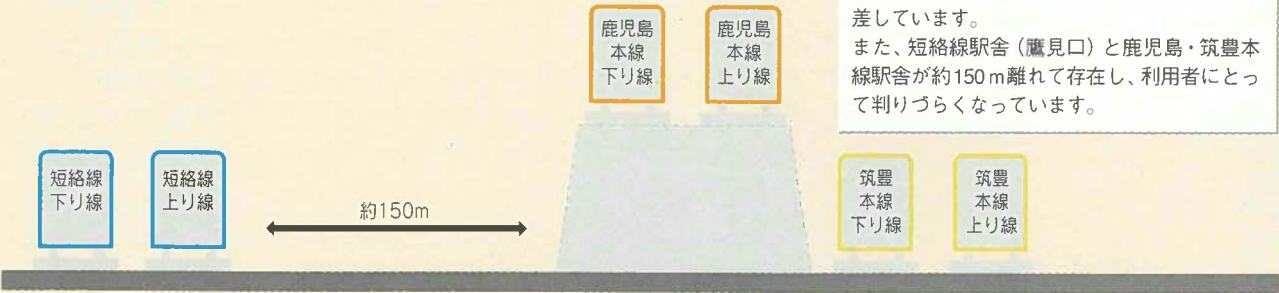 差しています。
また、短絡線駅舎（鷹見口）と鹿児島・筑豊本
線駅舎が約150m離れて存在し、利用者にとっ
て判りづらくなっています。
鹿児島
本線
下り線
鹿児島
本線
上り線
短絡線
下り線
短絡線
上り線
約150m
筑豊
本線
下り線
筑豊
本線
上り線